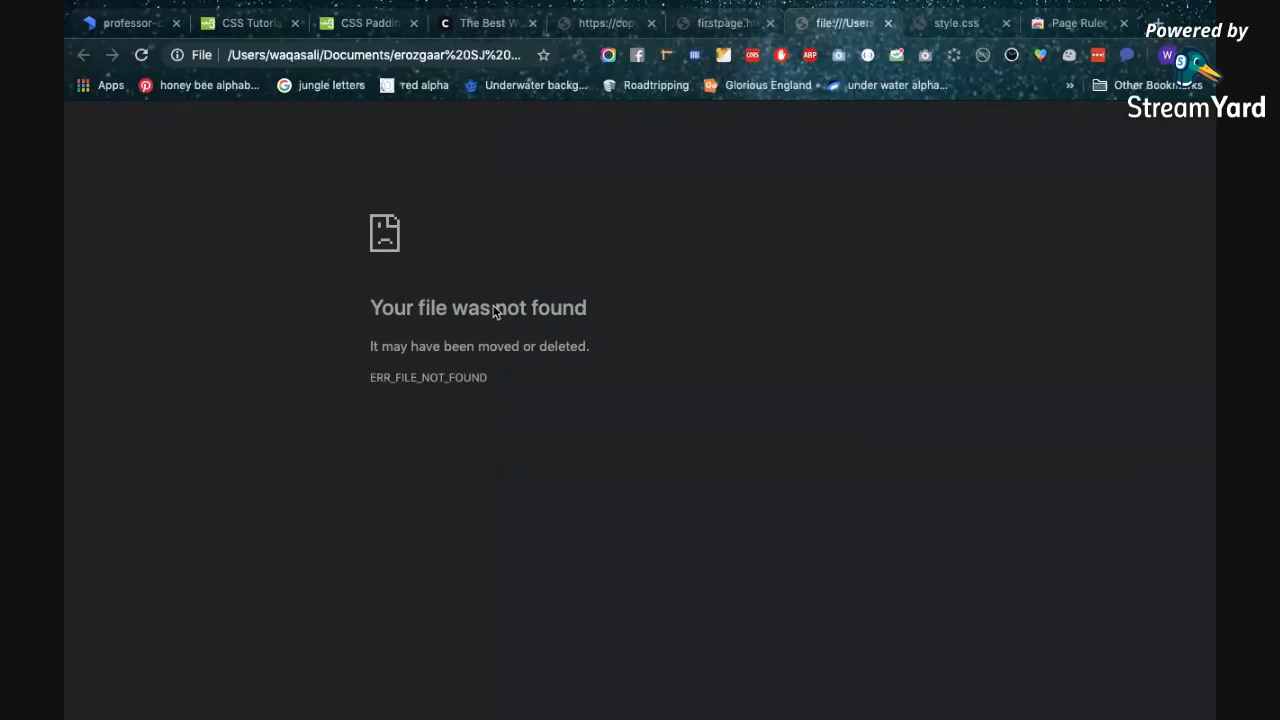 professor-c
CSS Tutoria
CSS Paddin
The Best W
https://cop
firstpage.h
file:///Users
style.css
Page Ruler
Powered by
File
/Users/waqasali/Documents/erozgaar%20SJ%20...
CORS
ABP
W
StreamYard
Apps
honey bee alphab...
jungle letters
red alpha
Underwater backg...
Roadtripping
Glorious England
under water alpha...
»
Other Bookmarks
Your file was not found
It may have been moved or deleted.
ERR_FILE_NOT_FOUND